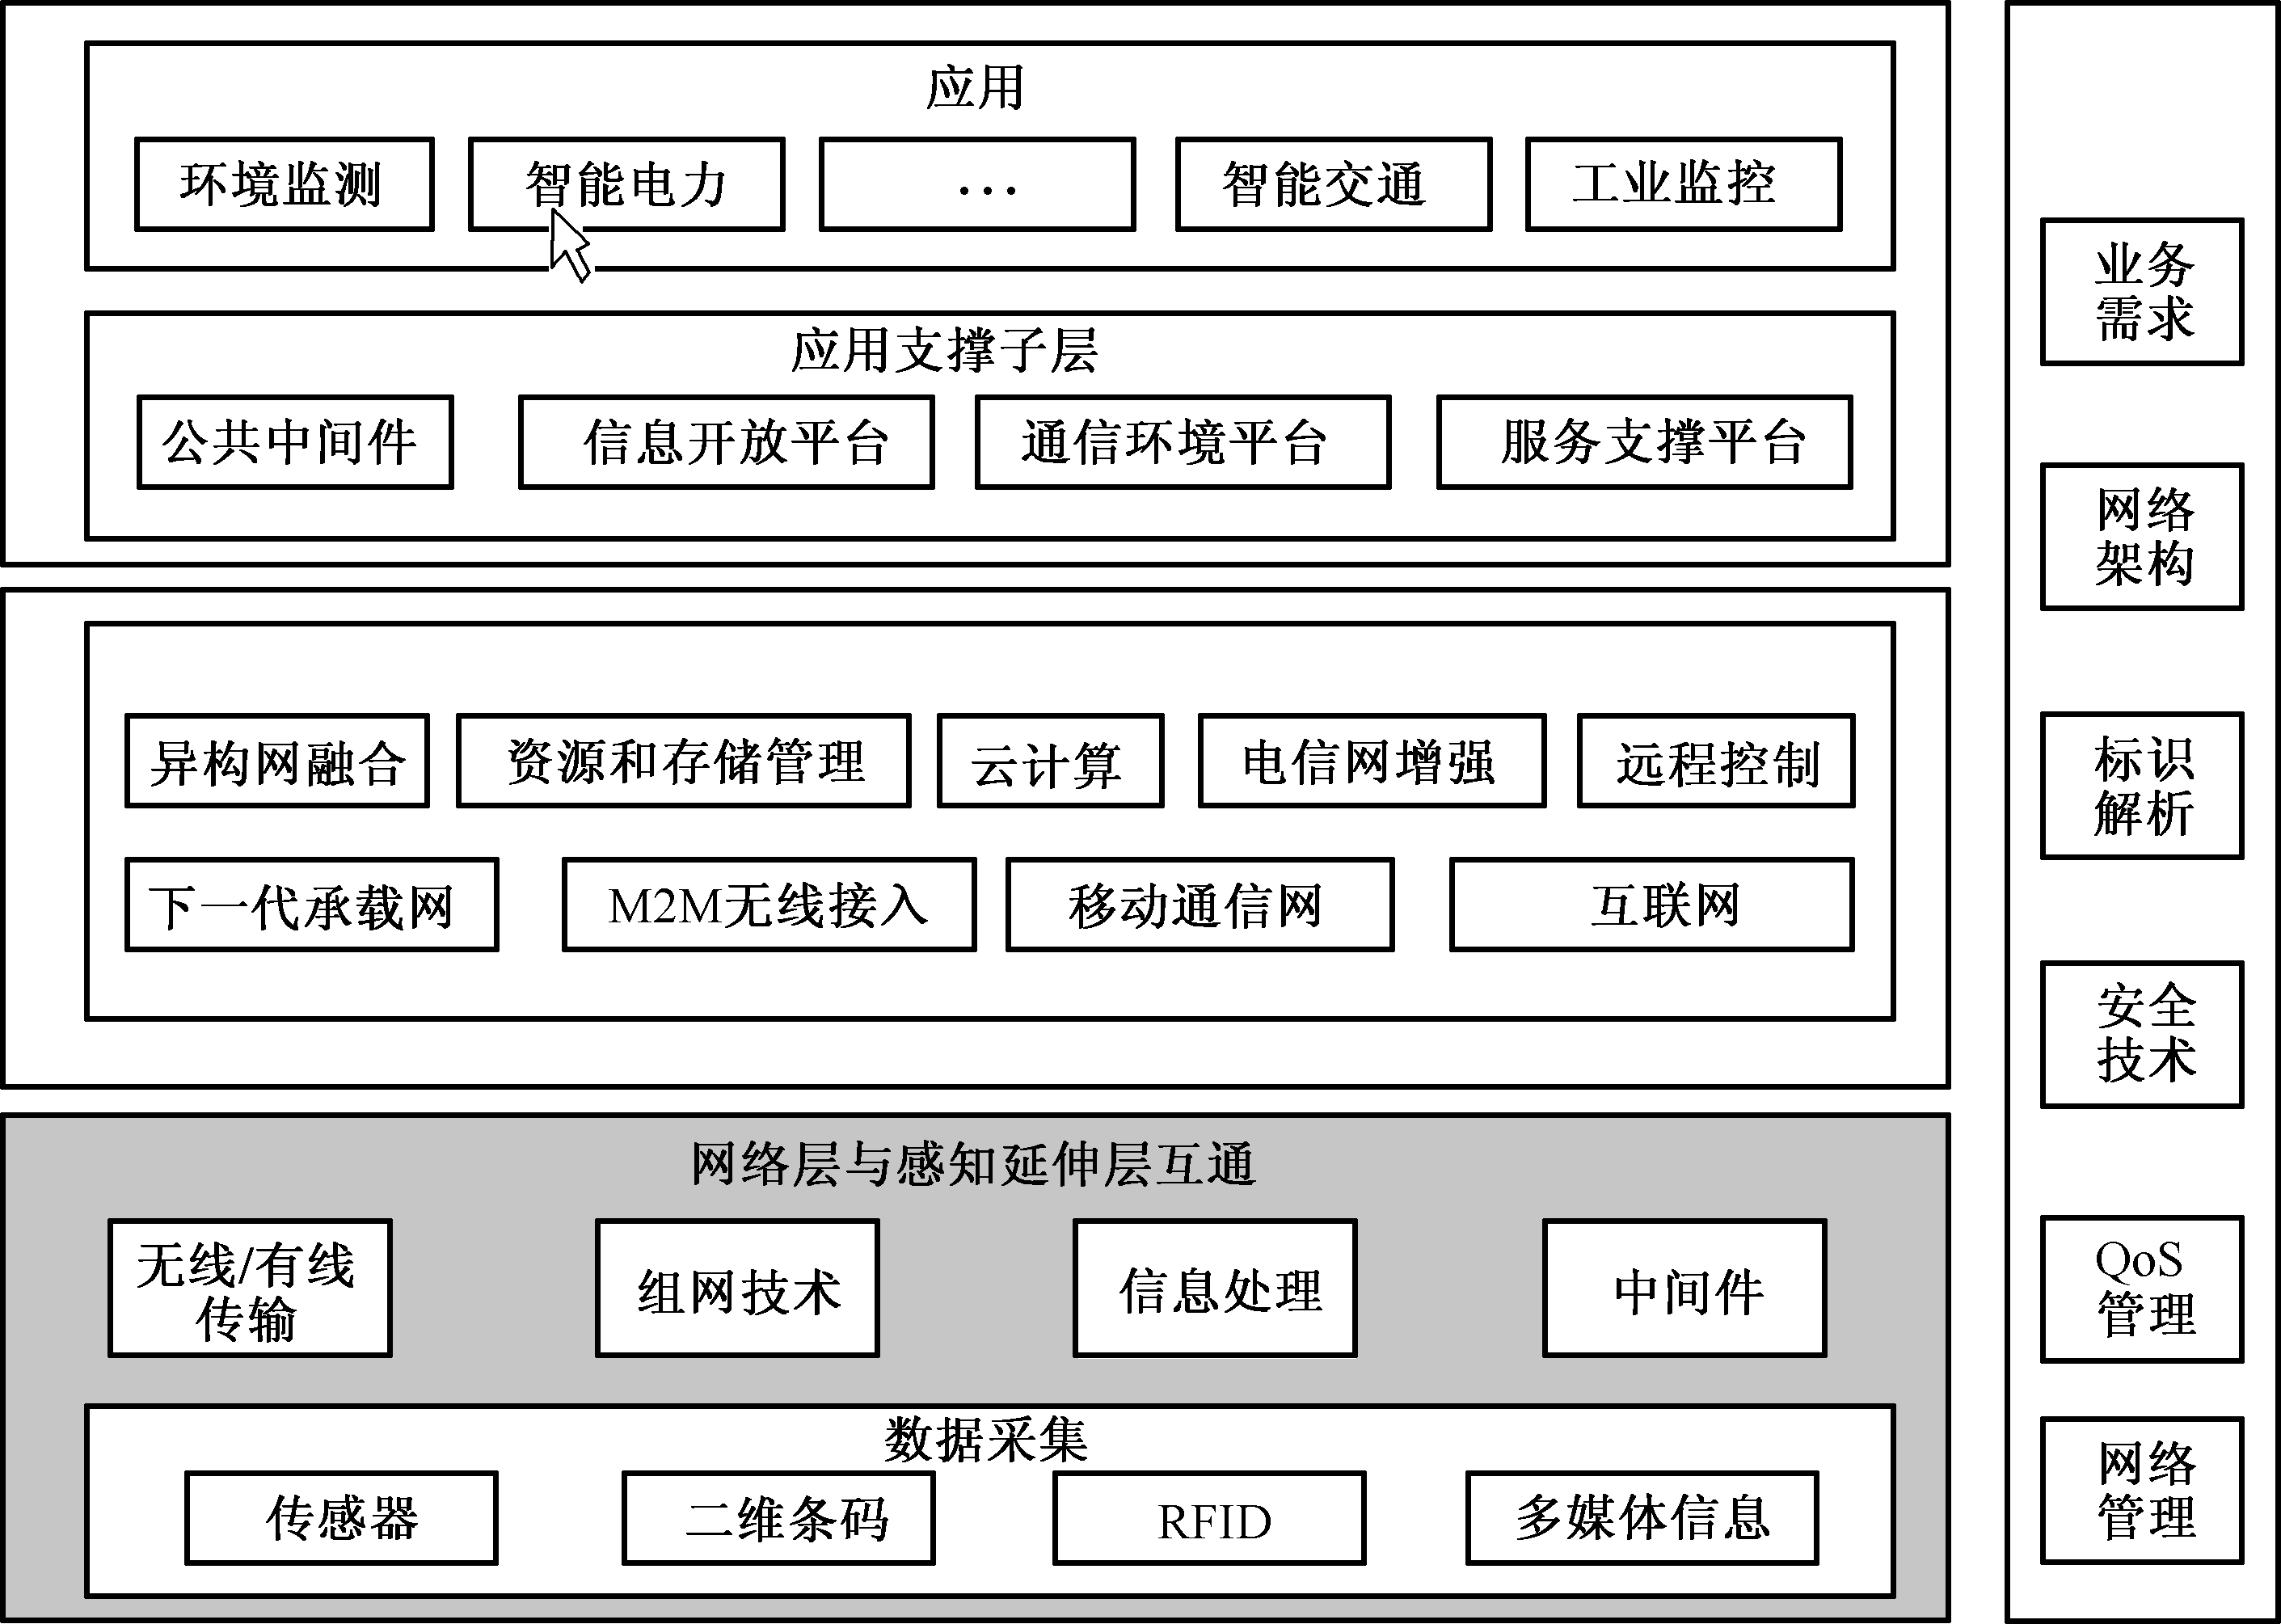 应用
环境监测
智能电力
...
智能交通
工业监控
应用支撑子层
公共中间件
信息开放平台
通信环境平台
服务支撑平台
异构网融合
资源和存储管理
云计算
电信网增强
远程控制
下一代承载网
M2M无线接入
移动通信网
互联网
网络层与感知延伸层互通
无线/有线
传输
组网技术
信息处理
中间件
数据采集
传感器
二维条码
RFID
多媒体信息
业务
需求
网络
架构
标识
解析
安全
技术
QoS
管理
网络
管理